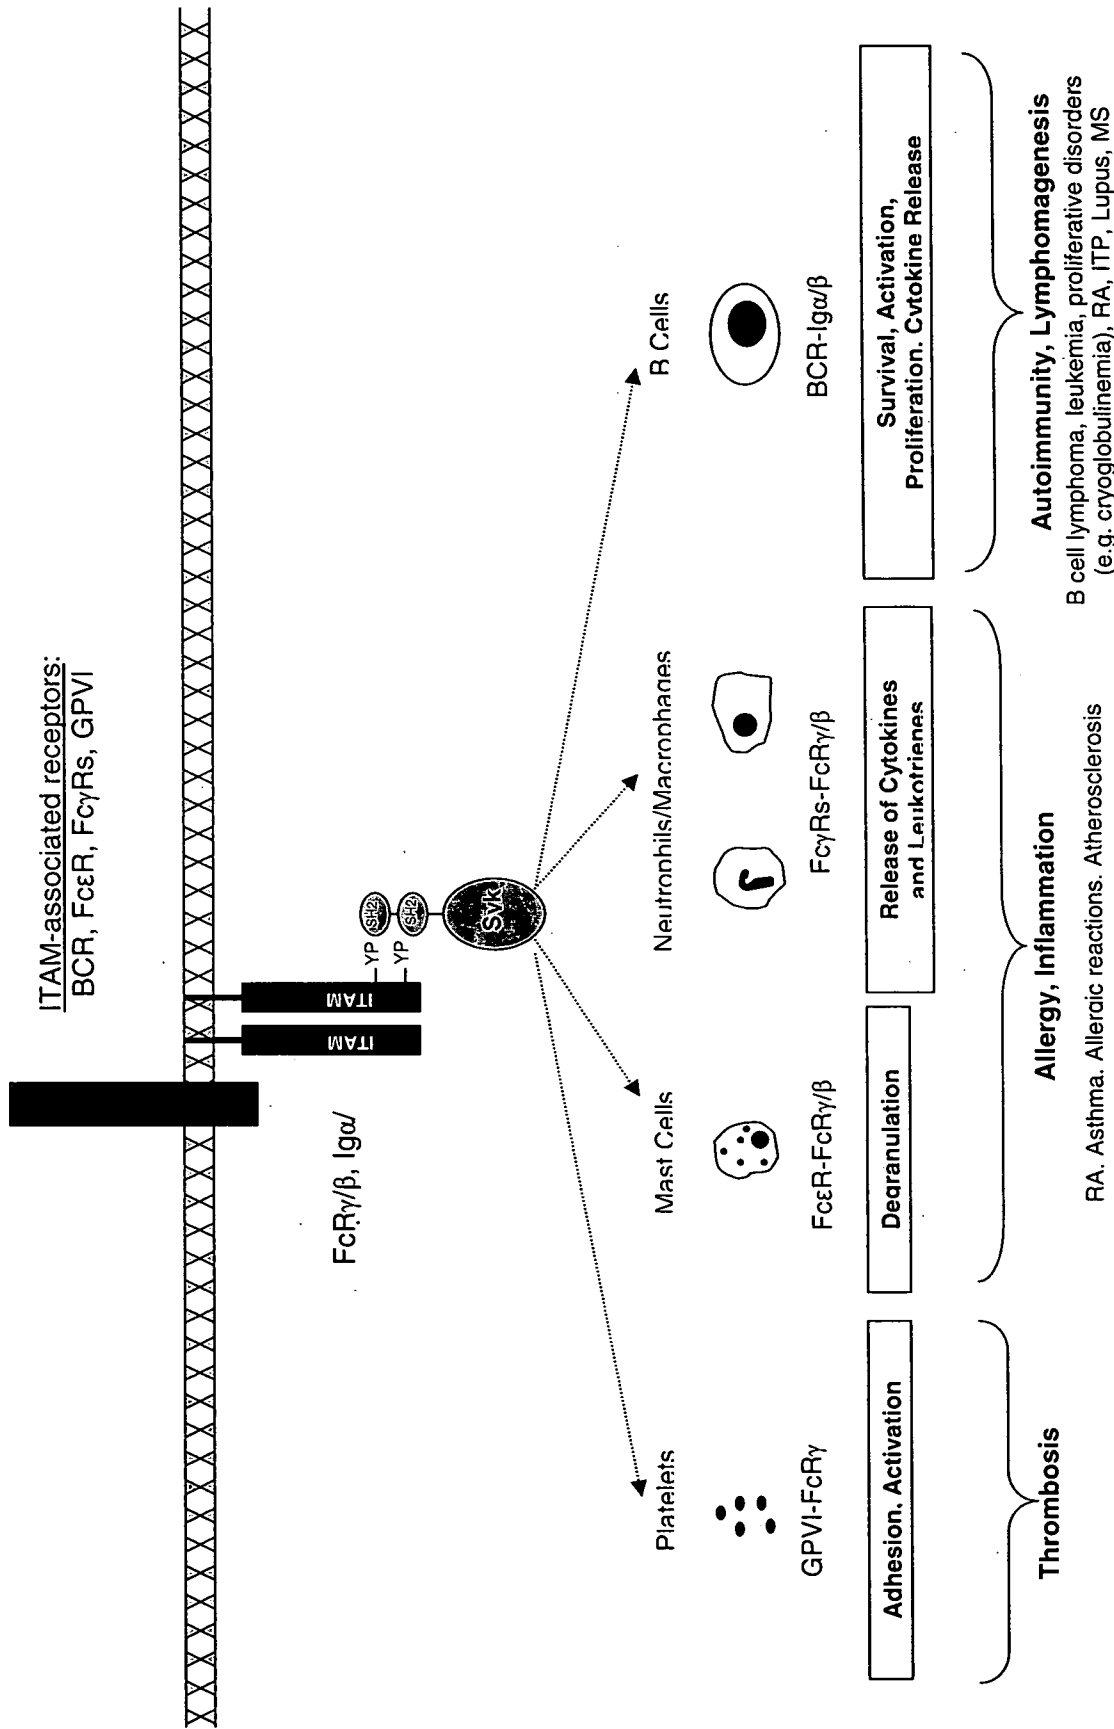 ITAM-associated receptors:
BCR, FcεR, FcγRs, GPVI
FcRγ/β, Igα/
ITAM
ITAM
YP
YP
SH2
SH2
Syk
Platelets
Mast Cells
Neutrophils/Macrophages
B Cells
GPVI-FcRγ
FcεR-FcRγ/β
FcγRs-FcRγ/β
BCR-Igα/β
Adhesion, Activation
Degranulation
Release of Cytokines
and Leukotrienes
Survival, Activation,
Proliferation, Cytokine Release
Thrombosis
Allergy, Inflammation
RA, Asthma, Allergic reactions, Atherosclerosis
Autoimmunity, Lymphomagenesis
B cell lymphoma, leukemia, proliferative disorders
(e.g. cryoglobulinemia), RA, ITP, Lupus, MS